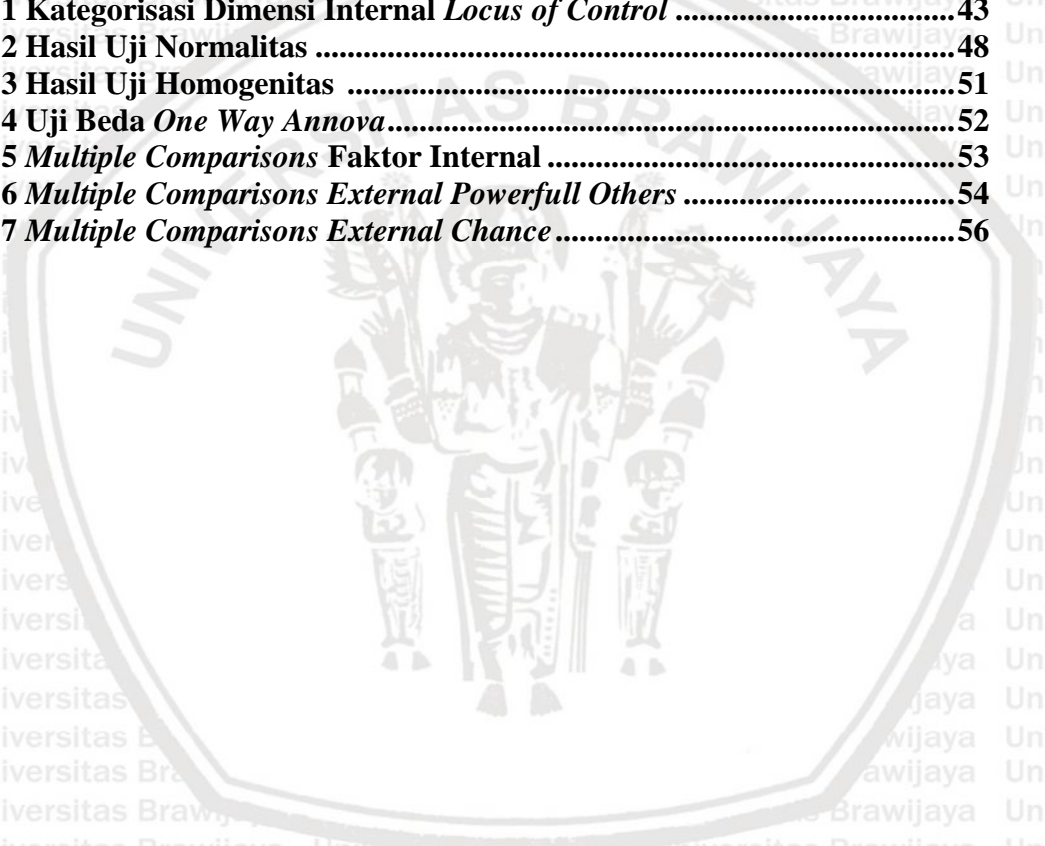 1 Kategorisasi Dimensi Internal Locus of Control ....................................43
2 Hasil Uji Normalitas ..................................................................................48
3 Hasil Uji Homogenitas ..............................................................................51
4 Uji Beda One Way Annova.........................................................................52
5 Multiple Comparisons Faktor Internal ....................................................53
6 Multiple Comparisons External Powerfull Others ...................................54
7 Multiple Comparisons External Chance...................................................56
UNIVERSITAS BRAWIJAYA